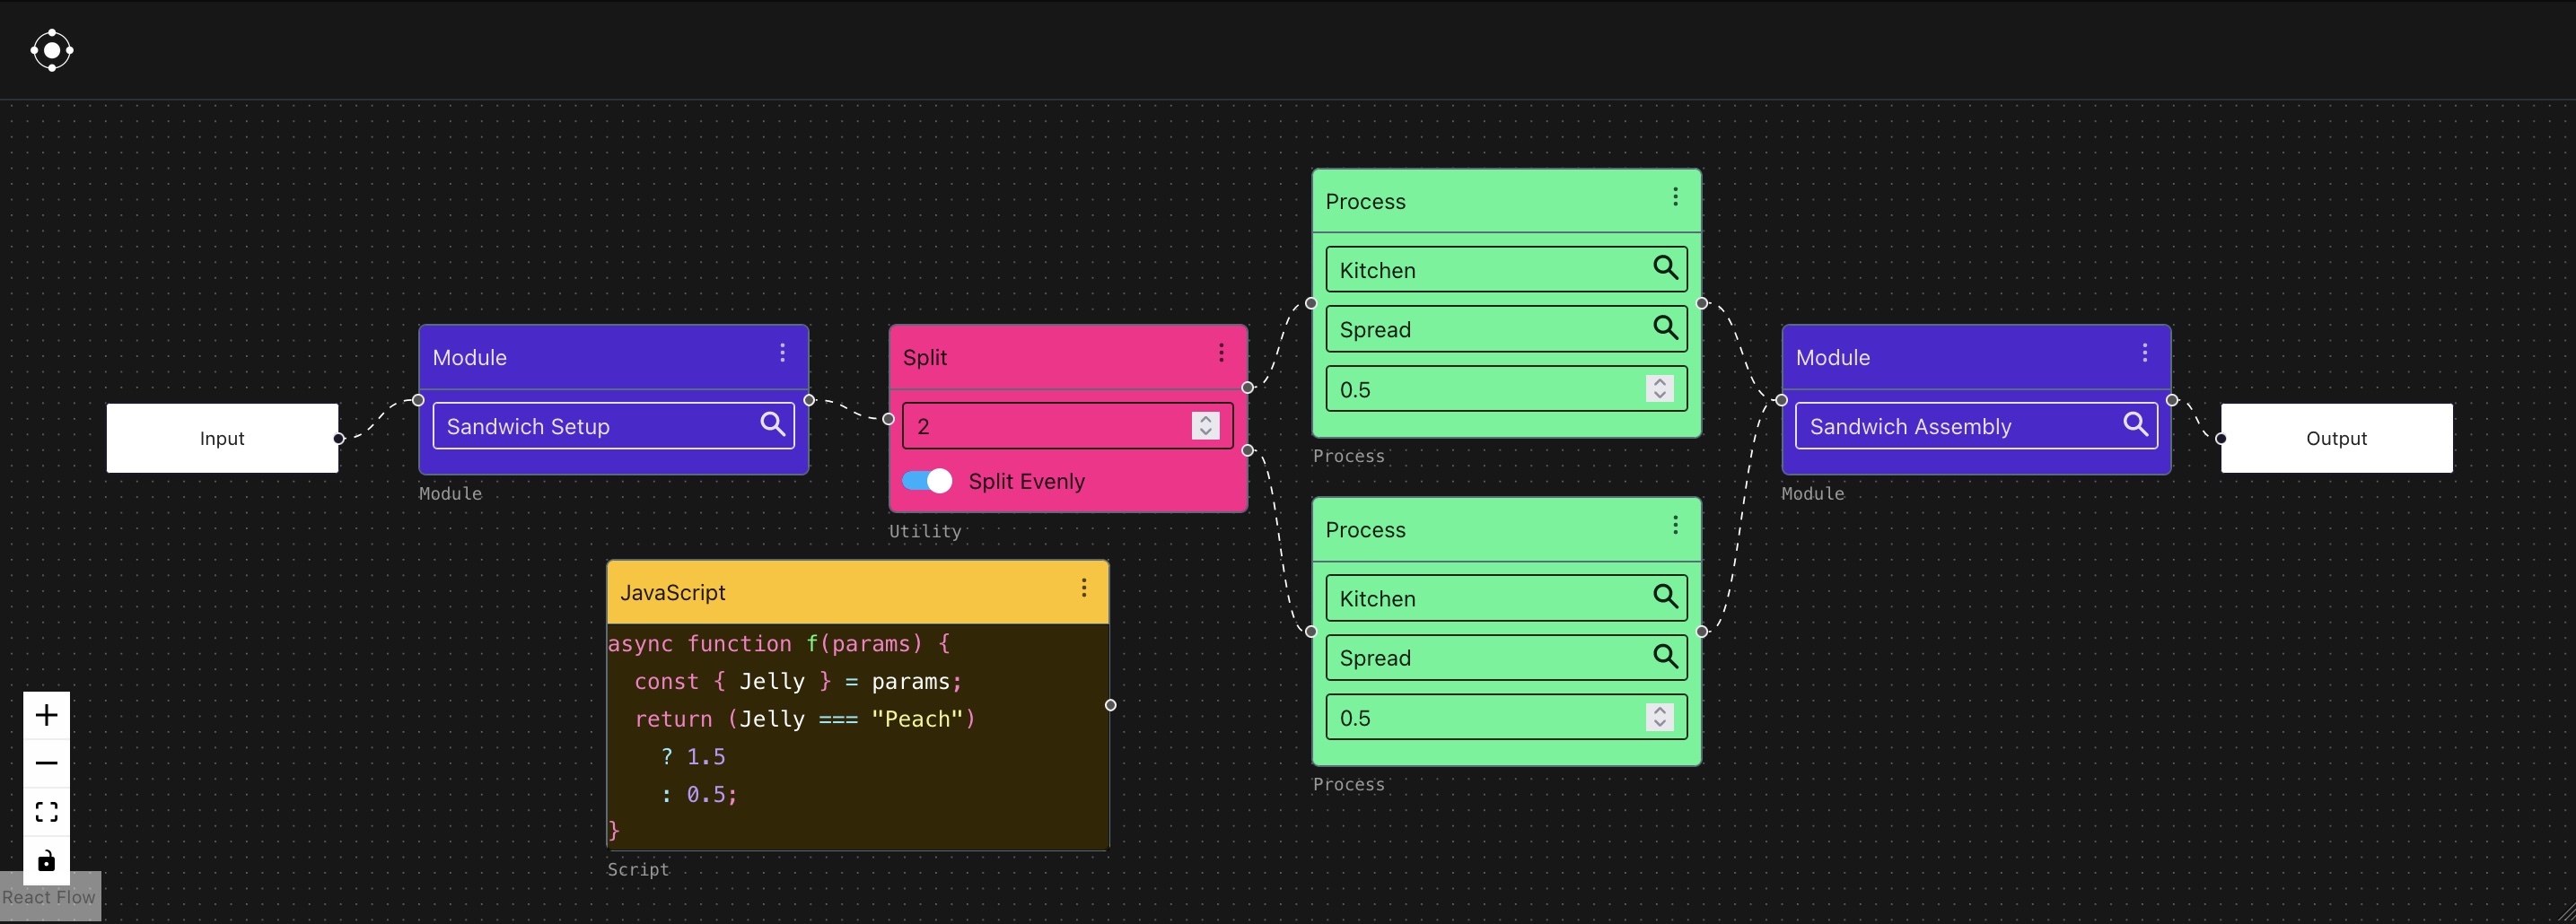 Input
Module
Sandwich Setup
Module
Split
2
Split Evenly
Utility
JavaScript
async function f(params) {
  const { Jelly } = params;
  return (Jelly === "Peach")
    ? 1.5
    : 0.5;
}
Script
Process
Kitchen
Spread
0.5
Process
Process
Kitchen
Spread
0.5
Process
Module
Sandwich Assembly
Module
Output
React Flow